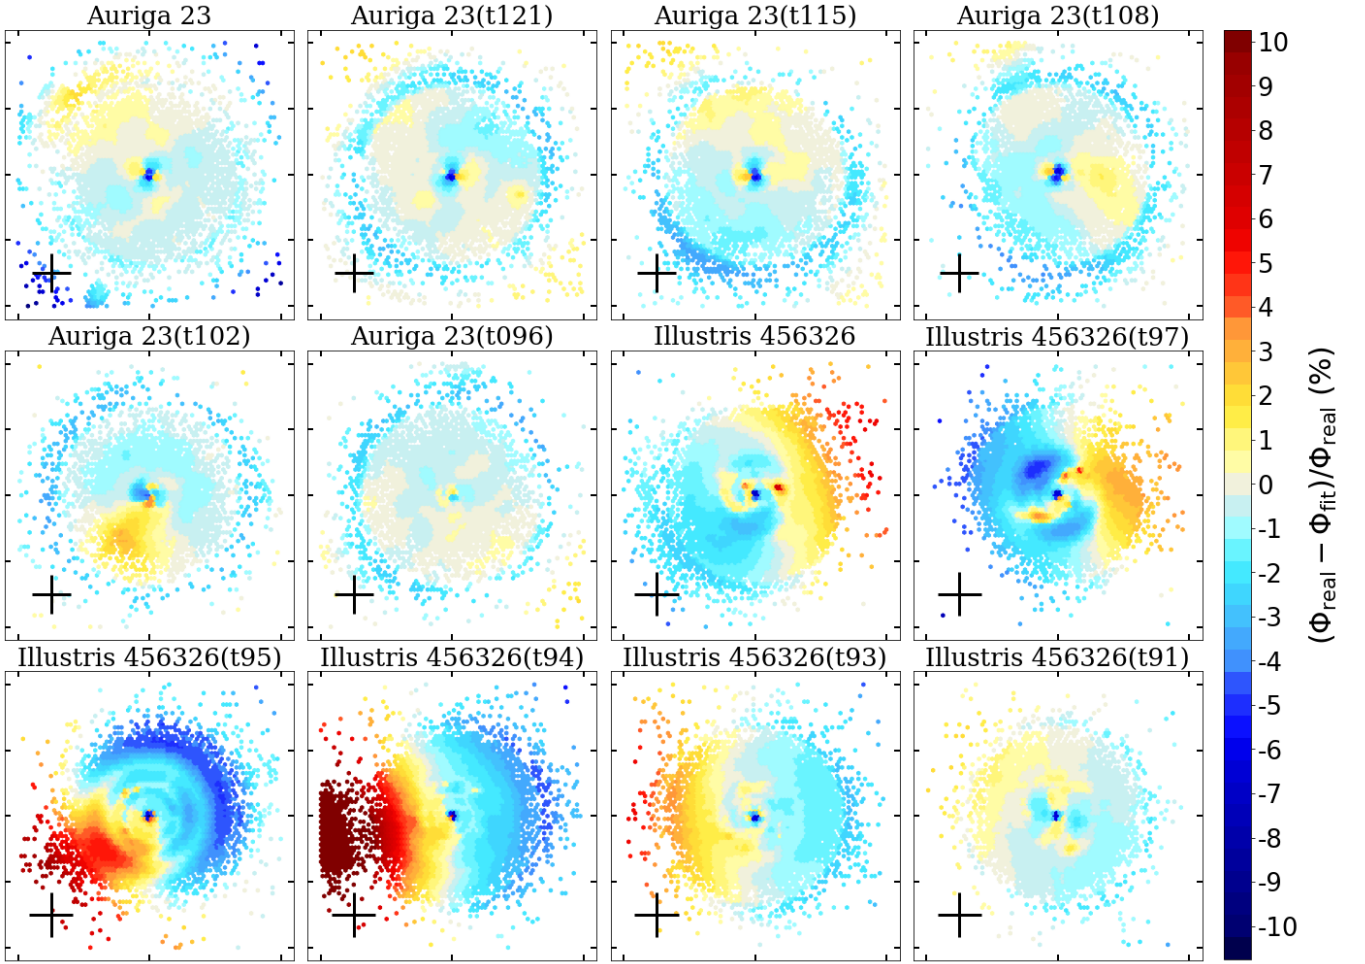 Auriga 23
Auriga 23(t121)
Auriga 23(t115)
Auriga 23(t108)
Auriga 23(t102)
Auriga 23(t096)
Illustris 456326
Illustris 456326(t97)
Illustris 456326(t95)
Illustris 456326(t94)
Illustris 456326(t93)
Illustris 456326(t91)
10
9
8
7
6
5
4
3
2
1
0
-1
-2
-3
-4
-5
-6
-7
-8
-9
-10
(Φreal − Φfit)/Φreal (%)